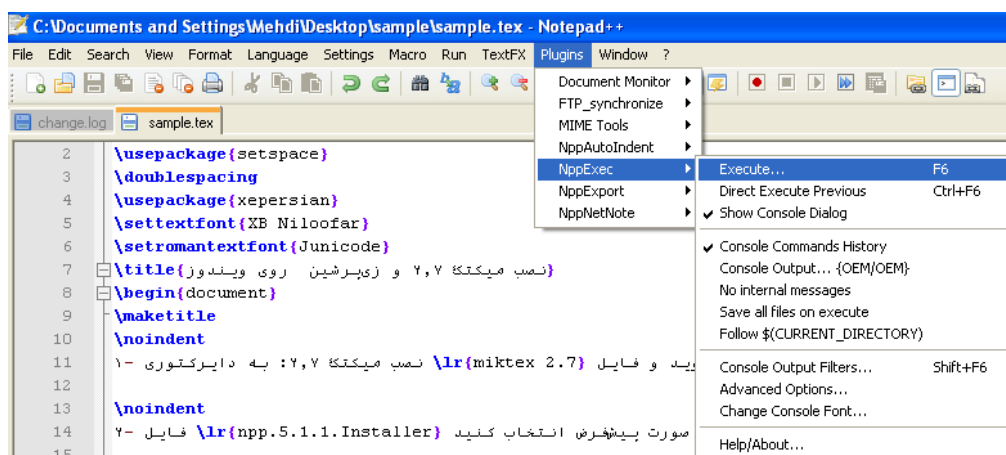 C:\Documents and Settings\Mehdi\Desktop\sample\sample.tex - Notepad++
File Edit Search View Format Language Settings Macro Run TextFX Plugins Window ?
change.log sample.tex
2 \usepackage{setspace}
3 \doublespacing
4 \usepackage{xepersian}
5 \settextfont{XB Niloofar}
6 \setromantextfont{Junicode}
7 \title{نصب میکتک ۲,۷ و زی‌پرشین روی ویندوز}
8 \begin{document}
9 \maketitle
10 \noindent
11 ۱- نصب میکتک ۲,۷: به دایرکتوری \lr{miktex 2.7} وید و فایل
12
13 \noindent
14 ۲- فایل \lr{npp.5.1.1.Installer} صورت پیشفرض انتخاب کنید
15
Document Monitor
FTP_synchronize
MIME Tools
NppAutoIndent
NppExec
NppExport
NppNetNote
Execute... F6
Direct Execute Previous Ctrl+F6
Show Console Dialog
Console Commands History
Console Output... {OEM/OEM}
No internal messages
Save all files on execute
Follow $(CURRENT_DIRECTORY)
Console Output Filters... Shift+F6
Advanced Options...
Change Console Font...
Help/About...